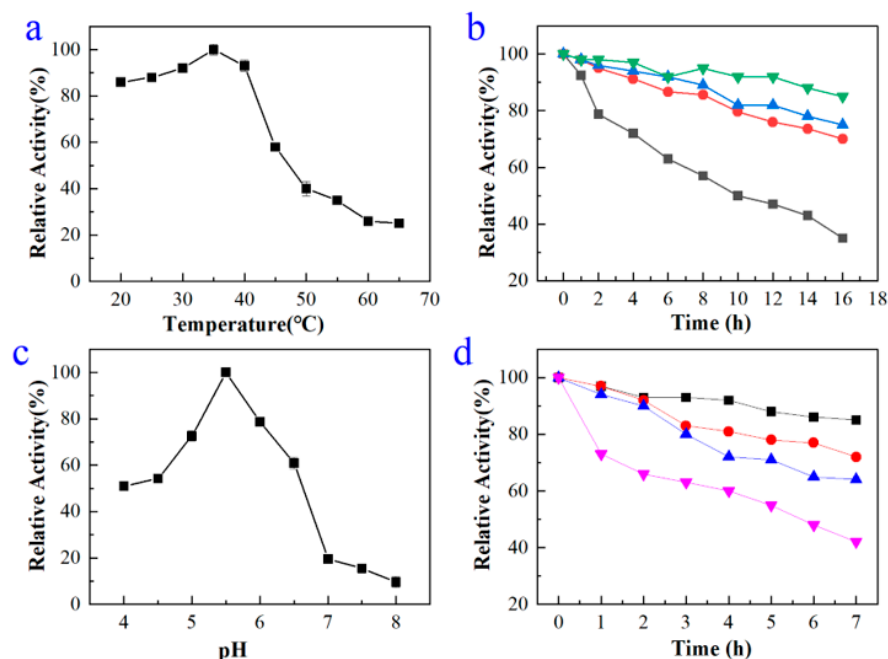 a
Relative Activity(%)
100
80
60
40
20
0
20 30 40 50 60 70
Temperature(°C)
b
Relative Activity(%)
100
80
60
40
20
0 2 4 6 8 10 12 14 16 18
Time (h)
c
Relative Activity(%)
100
80
60
40
20
0
4 5 6 7 8
pH
d
Relative Activity(%)
100
80
60
40
20
0 1 2 3 4 5 6 7
Time (h)